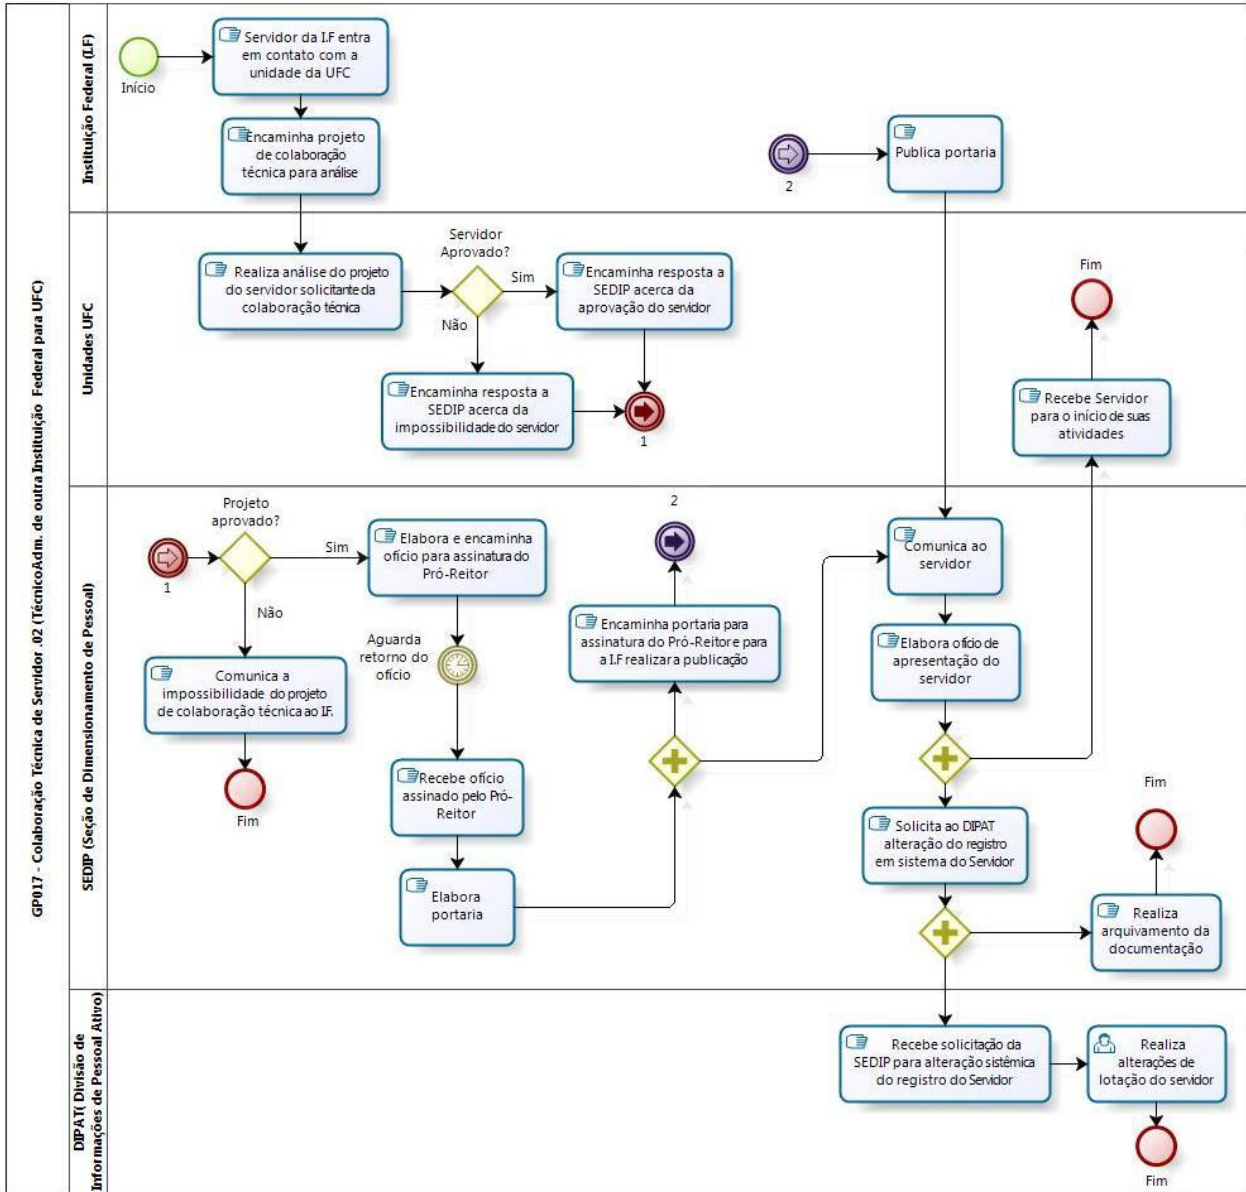 GP017 - Colaboração Técnica de Servidor .02 (TécnicoAdm. de outra Instituição Federal para UFC)
Instituição Federal (I.F)
Início
Servidor da I.F entra
em contato com a
unidade da UFC
Encaminha projeto
de colaboração
técnica para análise
2
Publica portaria
Unidades UFC
Realiza análise do projeto
do servidor solicitante da
colaboração técnica
Servidor
Aprovado?
Sim
Não
Encaminha resposta a
SEDIP acerca da
aprovação do servidor
Encaminha resposta a
SEDIP acerca da
impossibilidade do servidor
1
Fim
Recebe Servidor
para o início de suas
atividades
SEDIP (Seção de Dimensionamento de Pessoal)
1
Projeto
aprovado?
Sim
Não
Elabora e encaminha
ofício para assinatura do
Pró-Reitor
Comunica a
impossibilidade do projeto
de colaboração técnica ao IF.
Fim
Aguarda
retorno do
ofício
Recebe ofício
assinado pelo Pró-
Reitor
Elabora
portaria
2
Encaminha portaria para
assinatura do Pró-Reitor e para
a I.F realizar a publicação
Comunica ao
servidor
Elabora ofício de
apresentação do
servidor
Solicita ao DIPAT
alteração do registro
em sistema do Servidor
Fim
Realiza
arquivamento da
documentação
DIPAT( Divisão de
Informações de Pessoal Ativo)
Recebe solicitação da
SEDIP para alteração sistêmica
do registro do Servidor
Realiza
alterações de
lotação do servidor
Fim